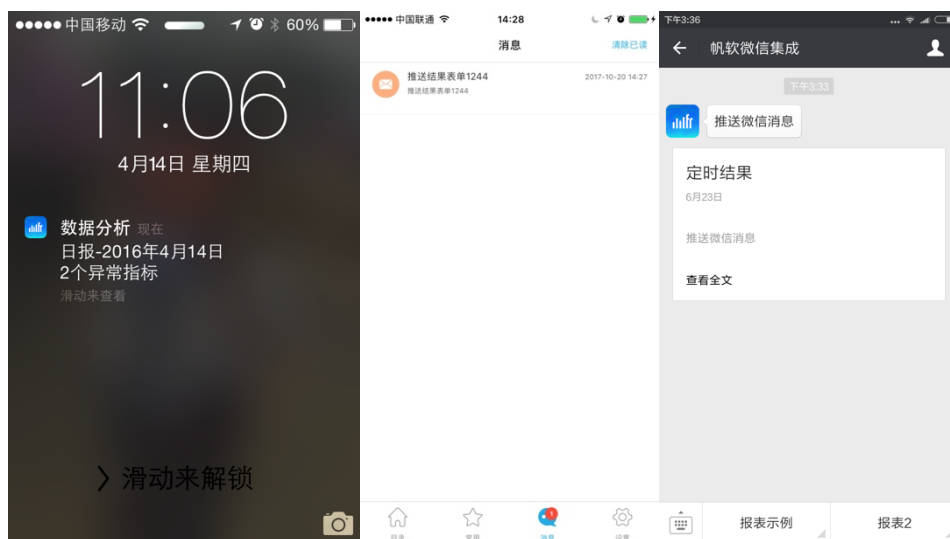 中国移动
60%
11:06
4月14日 星期四
数据分析 现在
日报-2016年4月14日
2个异常指标
滑动来查看
滑动来解锁
中国联通
14:28
消息
清除已读
推送结果表单1244
2017-10-20 14:27
推送结果表单1244
1
目录
常用
消息
设置
下午3:36
帆软微信集成
下午3:33
推送微信消息
定时结果
6月23日
推送微信消息
查看全文
报表示例
报表2